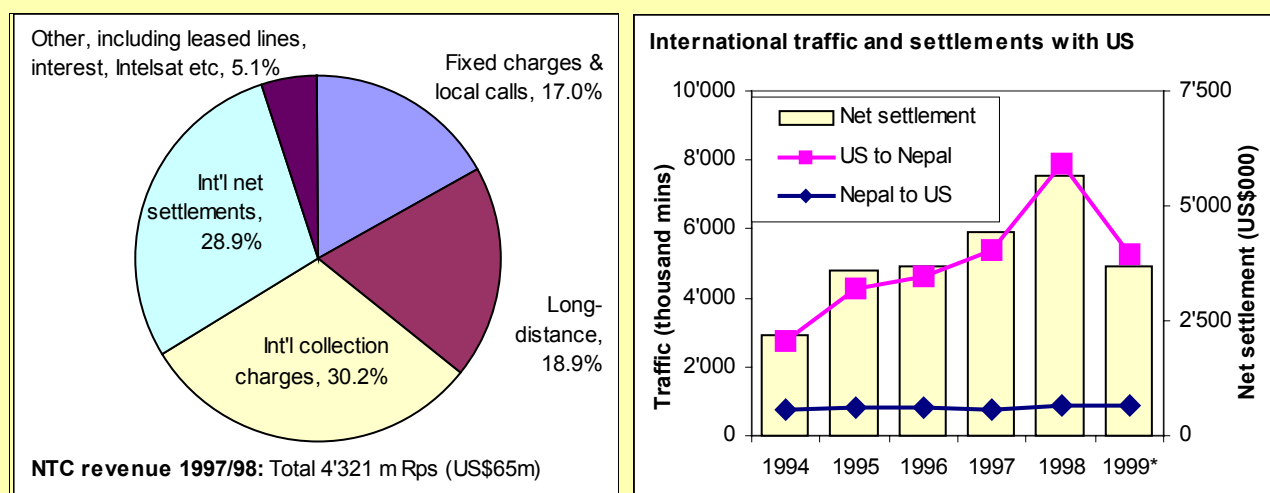 Other, including leased lines,
interest, Intelsat etc, 5.1%
Fixed charges &
local calls, 17.0%
Int'l net
settlements,
28.9%
Long-
distance,
18.9%
Int'l collection
charges, 30.2%
NTC revenue 1997/98: Total 4'321 m Rps (US$65m)
International traffic and settlements with US
10'000
8'000
6'000
4'000
2'000
0
Traffic (thousand mins)
Net settlement
US to Nepal
Nepal to US
7'500
5'000
2'500
0
Net settlement (US$000)
1994 1995 1996 1997 1998 1999*